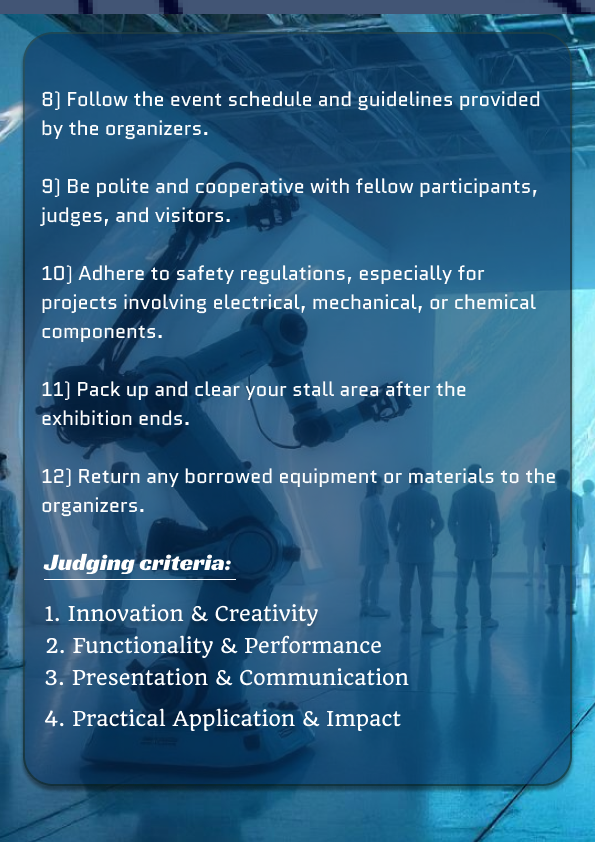 8) Follow the event schedule and guidelines provided
by the organizers.
9) Be polite and cooperative with fellow participants,
judges, and visitors.
10) Adhere to safety regulations, especially for
projects involving electrical, mechanical, or chemical
components.
11) Pack up and clear your stall area after the
exhibition ends.
12) Return any borrowed equipment or materials to the
organizers.
Judging criteria:
1. Innovation & Creativity
2. Functionality & Performance
3. Presentation & Communication
4. Practical Application & Impact